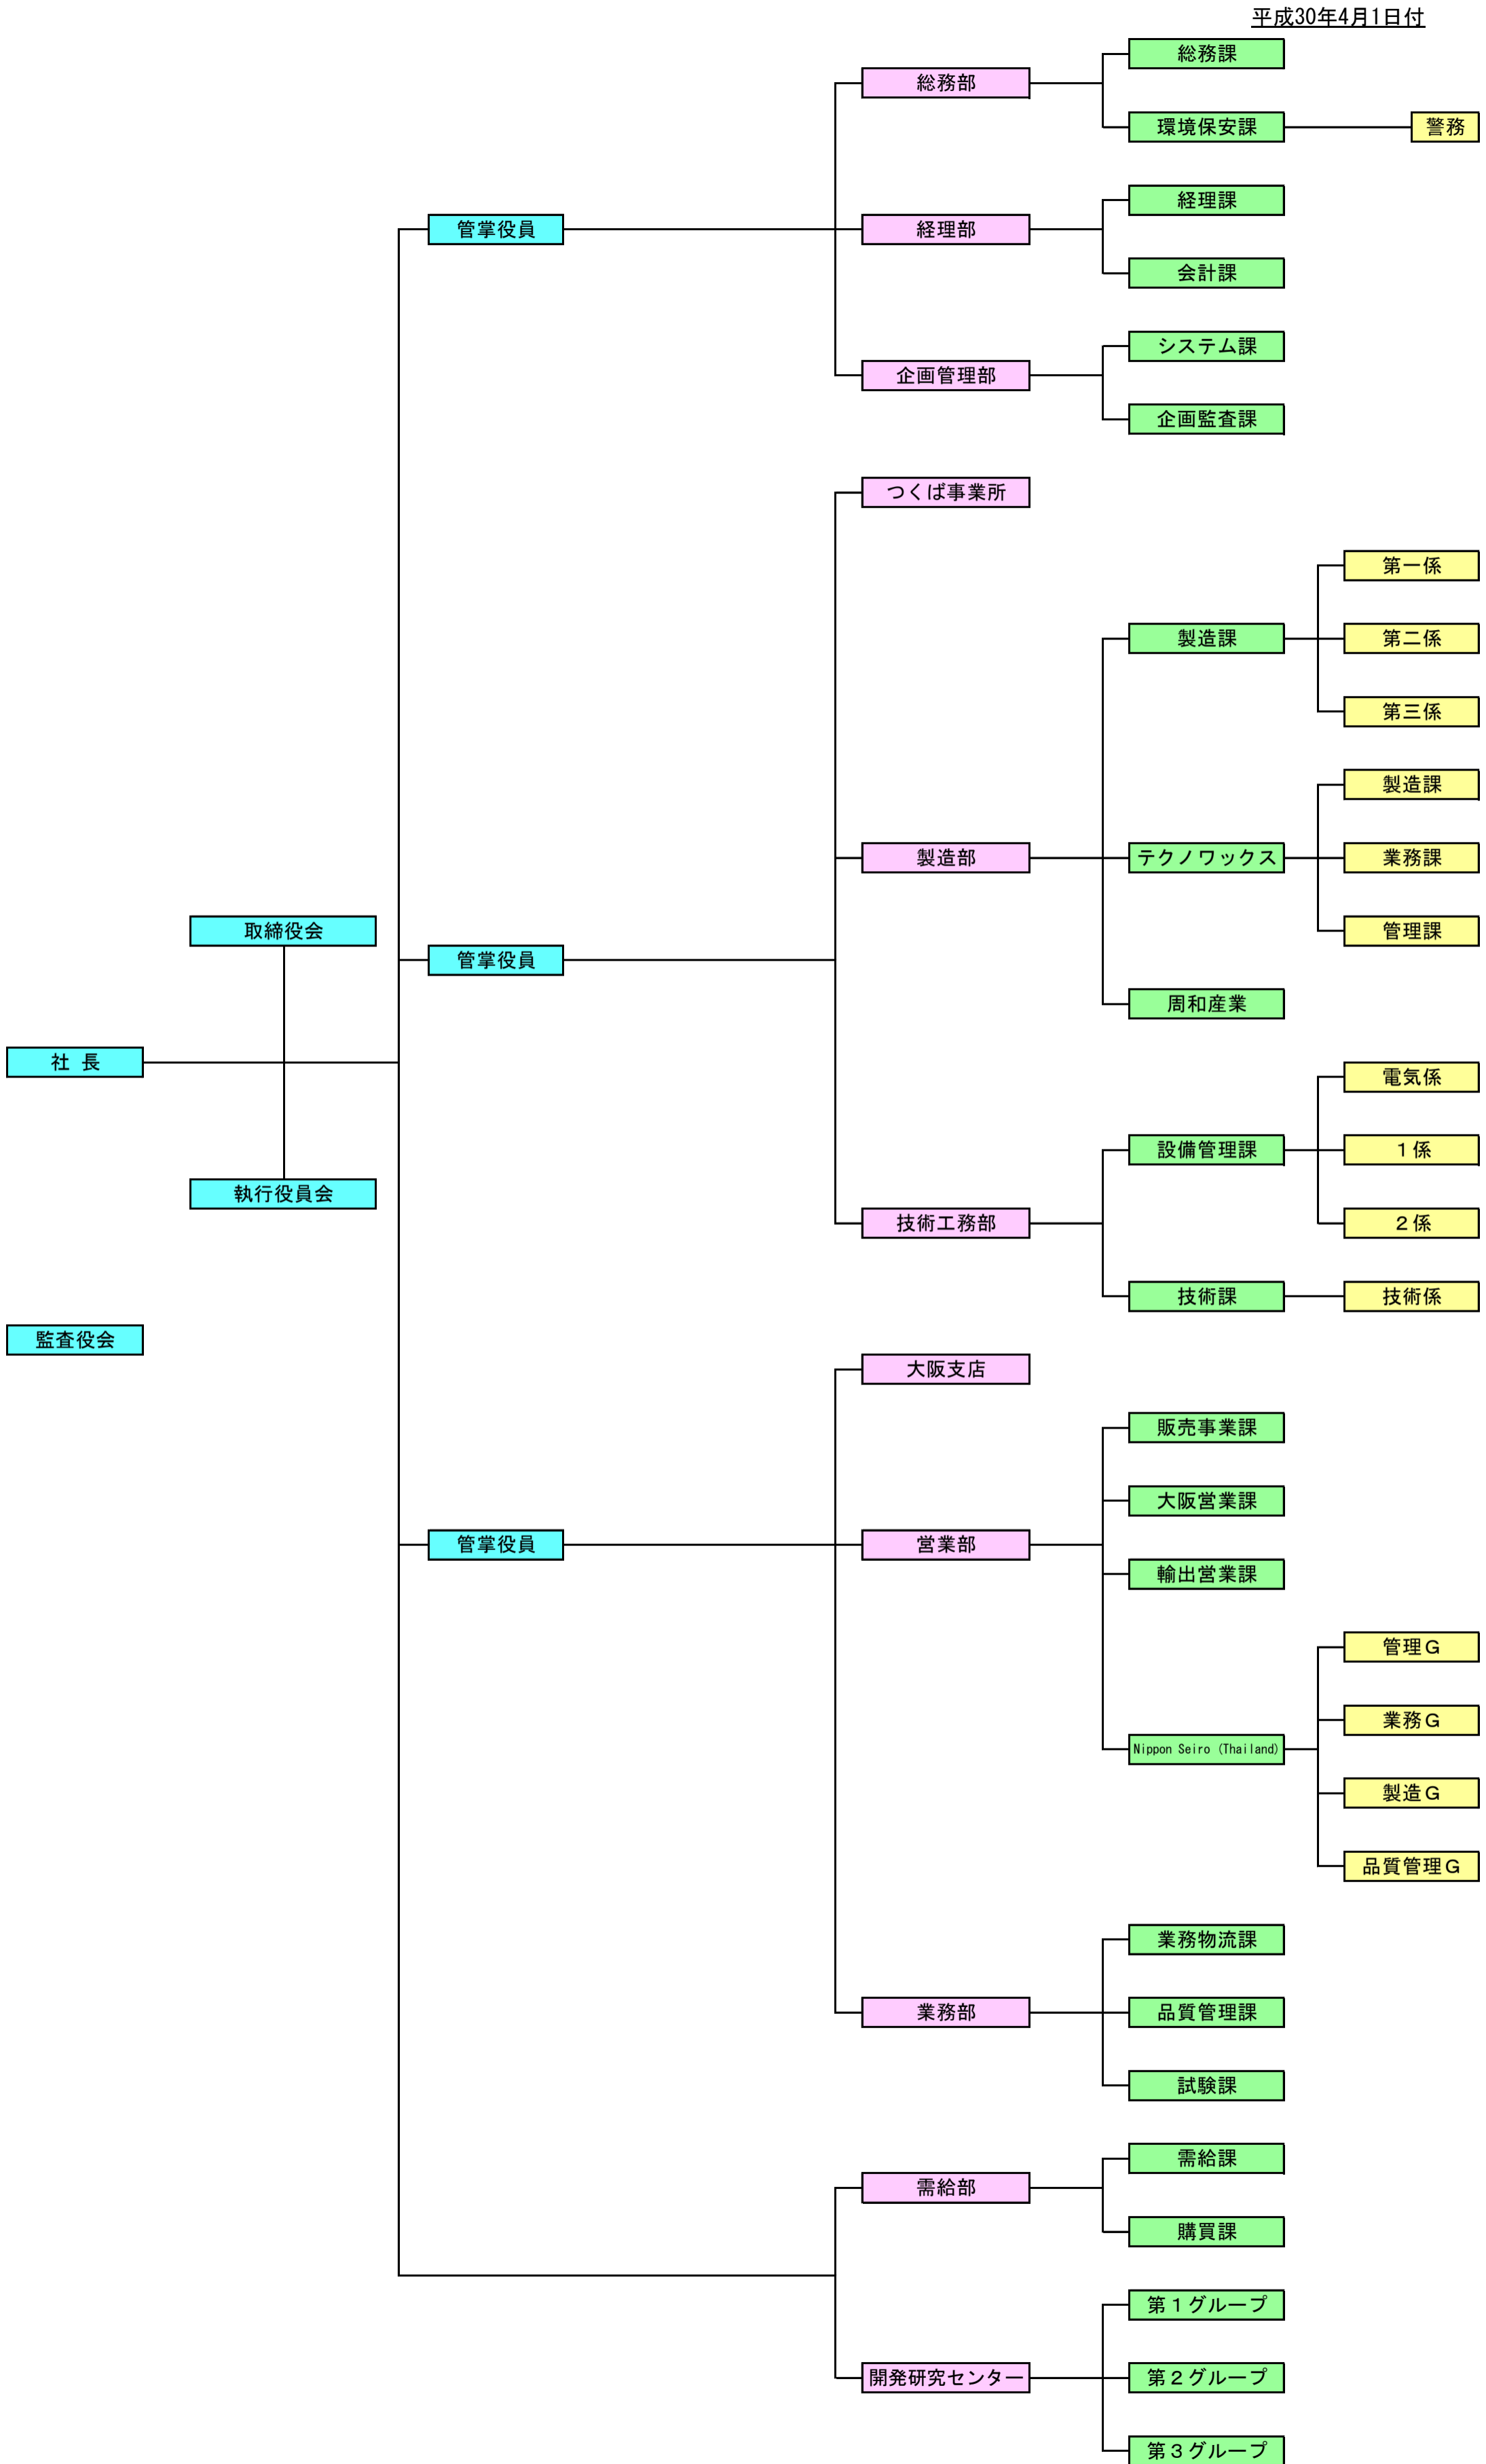 平成30年4月1日付
総務課
総務部
環境保安課
警務
経理課
管掌役員
経理部
会計課
システム課
企画管理部
企画監査課
つくば事業所
第一係
製造課
第二係
第三係
製造課
製造部
テクノワックス
業務課
取締役会
管理課
管掌役員
周和産業
社 長
電気係
設備管理課
１係
執行役員会
技術工務部
２係
技術課
技術係
監査役会
大阪支店
販売事業課
大阪営業課
管掌役員
営業部
輸出営業課
管理Ｇ
業務Ｇ
Nippon Seiro (Thailand)
製造Ｇ
品質管理Ｇ
業務物流課
業務部
品質管理課
試験課
需給課
需給部
購買課
第１グループ
開発研究センター
第２グループ
第３グループ